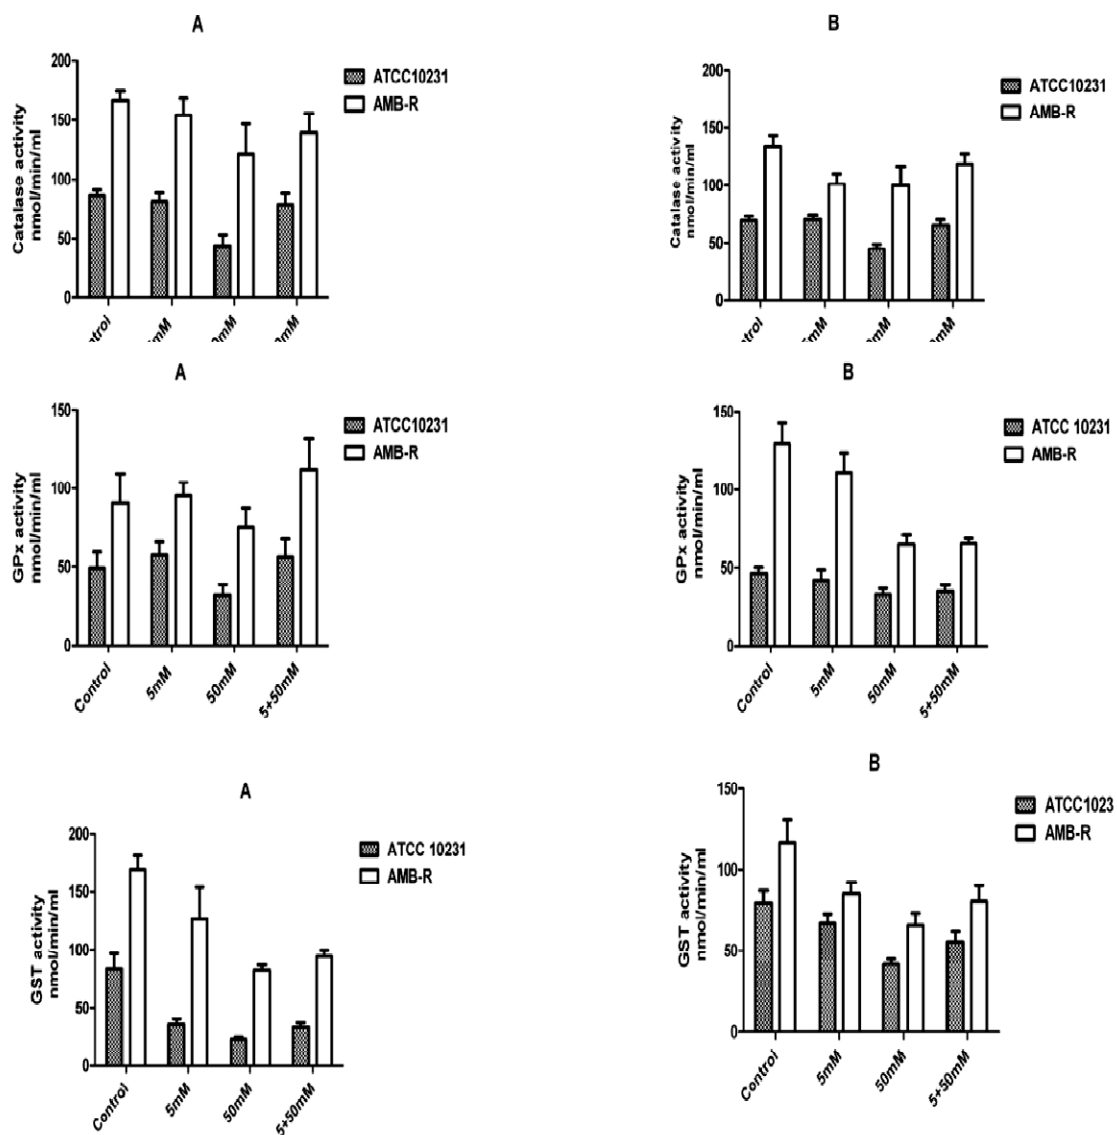 A
200
150
100
50
0
Catalase activity
nmol/min/ml
ATCC10231
AMB-R
B
200
150
100
50
0
Catalase activity
nmol/min/ml
ATCC10231
AMB-R
A
150
100
50
0
GPx activity
nmol/min/ml
Control
5mM
50mM
5+50mM
ATCC10231
AMB-R
B
150
100
50
0
GPx activity
nmol/min/ml
Control
5mM
50mM
5+50mM
ATCC 10231
AMB-R
A
200
150
100
50
0
GST activity
nmol/min/ml
Control
5mM
50mM
5+50mM
ATCC 10231
AMB-R
B
150
100
50
0
GST activity
nmol/min/ml
Control
5mM
50mM
5+50mM
ATCC1023
AMB-R